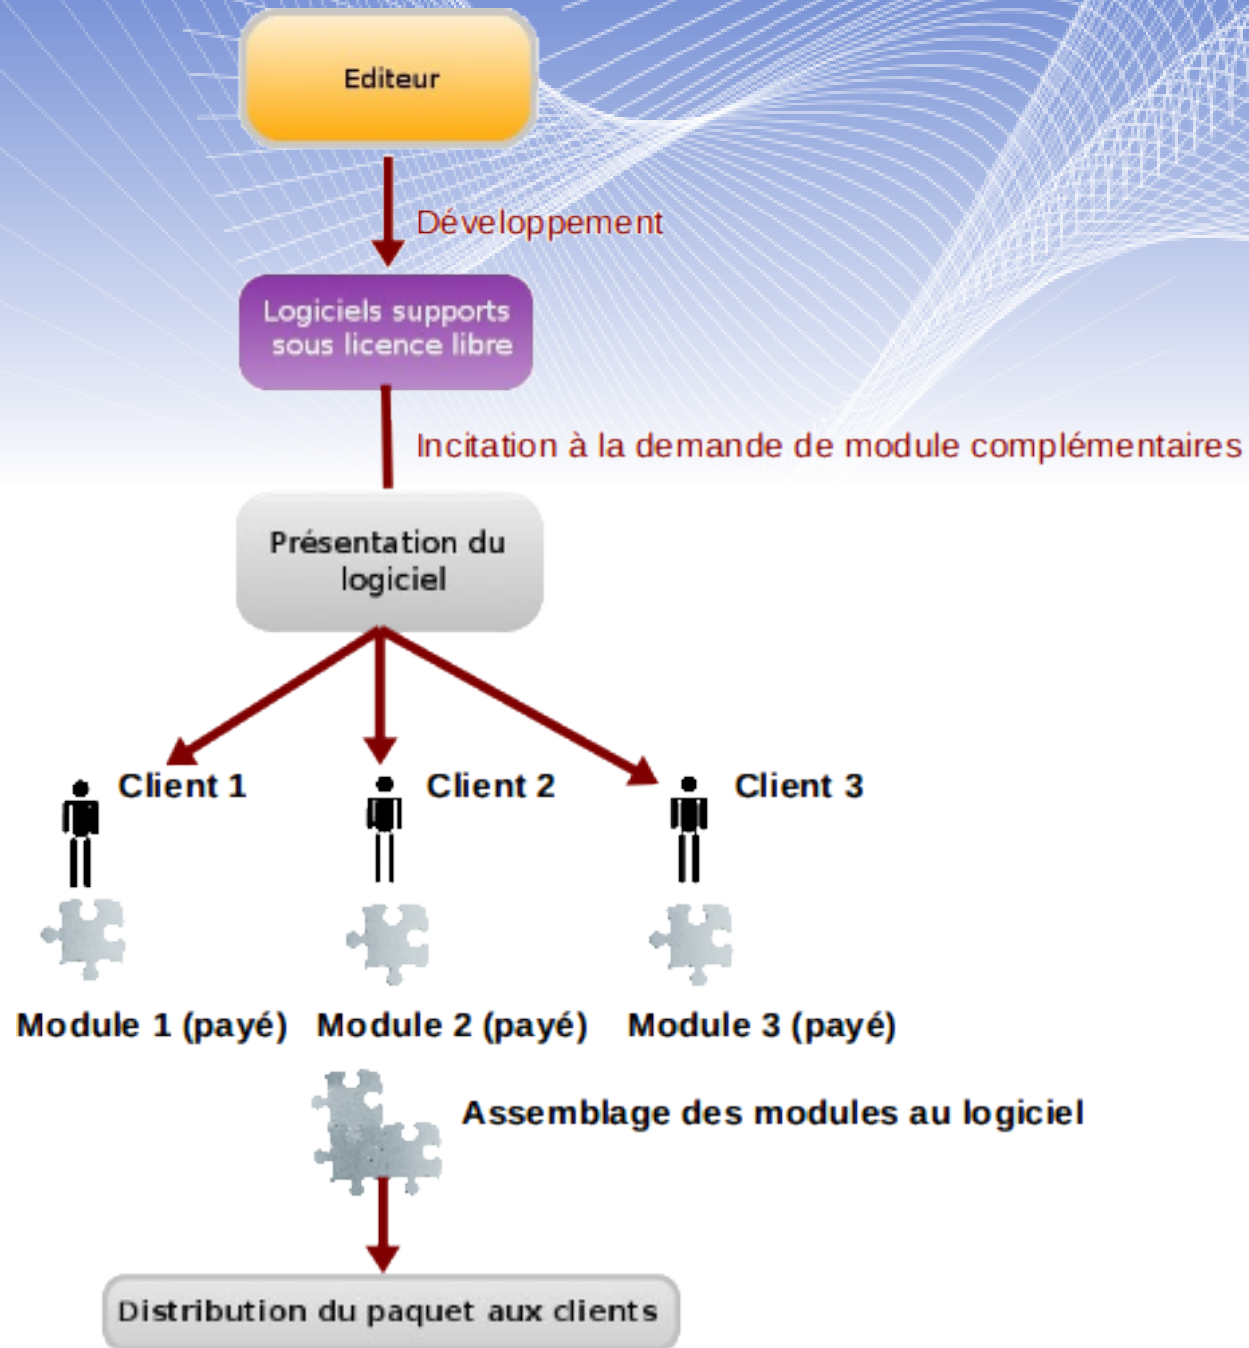 Editeur
Développement
Logiciels supports
sous licence libre
Incitation à la demande de module complémentaires
Présentation du
logiciel
Client 1
Client 2
Client 3
Module 1 (payé)
Module 2 (payé)
Module 3 (payé)
Assemblage des modules au logiciel
Distribution du paquet aux clients